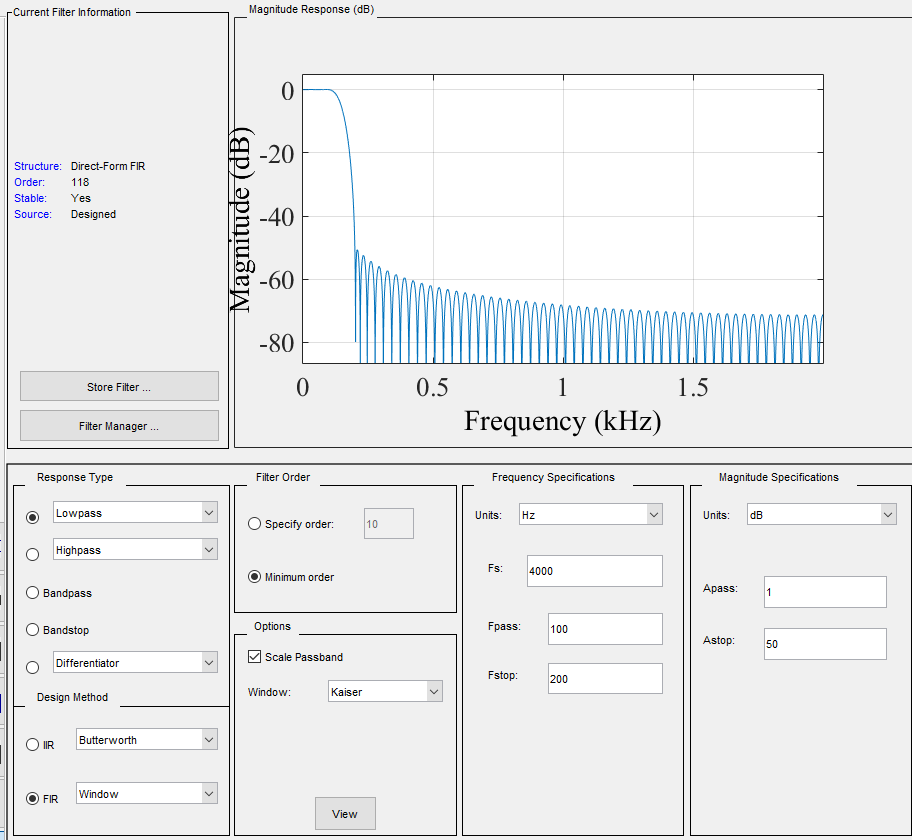 Current Filter Information
Structure: Direct-Form FIR
Order: 118
Stable: Yes
Source: Designed
Store Filter ...
Filter Manager ...
Magnitude Response (dB)
Magnitude (dB)
0
-20
-40
-60
-80
0 0.5 1 1.5
Frequency (kHz)
Response Type
Lowpass
Highpass
Bandpass
Bandstop
Differentiator
Design Method
IIR Butterworth
FIR Window
Filter Order
Specify order: 10
Minimum order
Options
Scale Passband
Window: Kaiser
View
Frequency Specifications
Units: Hz
Fs: 4000
Fpass: 100
Fstop: 200
Magnitude Specifications
Units: dB
Apass: 1
Astop: 50